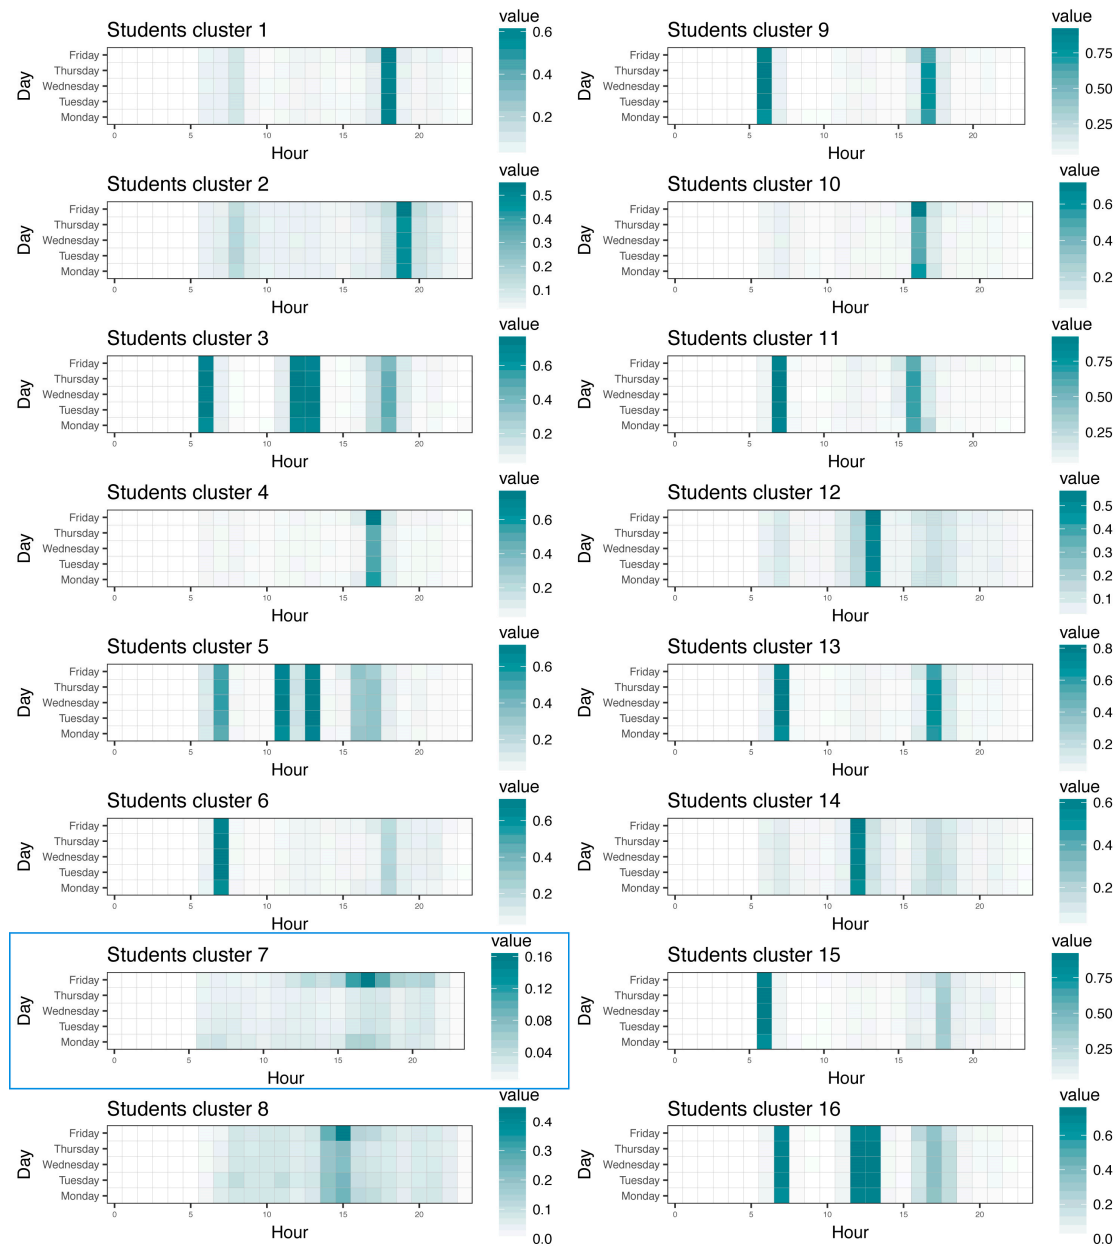 Students cluster 1
Day
Friday
Thursday
Wednesday
Tuesday
Monday
0 5 10 15 20
Hour
value
0.6
0.4
0.2
Students cluster 2
Day
Friday
Thursday
Wednesday
Tuesday
Monday
0 5 10 15 20
Hour
value
0.5
0.4
0.3
0.2
0.1
Students cluster 3
Day
Friday
Thursday
Wednesday
Tuesday
Monday
0 5 10 15 20
Hour
value
0.6
0.4
0.2
Students cluster 4
Day
Friday
Thursday
Wednesday
Tuesday
Monday
0 5 10 15 20
Hour
value
0.6
0.4
0.2
Students cluster 5
Day
Friday
Thursday
Wednesday
Tuesday
Monday
0 5 10 15 20
Hour
value
0.6
0.4
0.2
Students cluster 6
Day
Friday
Thursday
Wednesday
Tuesday
Monday
0 5 10 15 20
Hour
value
0.6
0.4
0.2
Students cluster 7
Day
Friday
Thursday
Wednesday
Tuesday
Monday
0 5 10 15 20
Hour
value
0.16
0.12
0.08
0.04
Students cluster 8
Day
Friday
Thursday
Wednesday
Tuesday
Monday
0 5 10 15 20
Hour
value
0.4
0.3
0.2
0.1
0.0
Students cluster 9
Day
Friday
Thursday
Wednesday
Tuesday
Monday
0 5 10 15 20
Hour
value
0.75
0.50
0.25
Students cluster 10
Day
Friday
Thursday
Wednesday
Tuesday
Monday
0 5 10 15 20
Hour
value
0.6
0.4
0.2
Students cluster 11
Day
Friday
Thursday
Wednesday
Tuesday
Monday
0 5 10 15 20
Hour
value
0.75
0.50
0.25
Students cluster 12
Day
Friday
Thursday
Wednesday
Tuesday
Monday
0 5 10 15 20
Hour
value
0.5
0.4
0.3
0.2
0.1
Students cluster 13
Day
Friday
Thursday
Wednesday
Tuesday
Monday
0 5 10 15 20
Hour
value
0.8
0.6
0.4
0.2
Students cluster 14
Day
Friday
Thursday
Wednesday
Tuesday
Monday
0 5 10 15 20
Hour
value
0.6
0.4
0.2
Students cluster 15
Day
Friday
Thursday
Wednesday
Tuesday
Monday
0 5 10 15 20
Hour
value
0.75
0.50
0.25
Students cluster 16
Day
Friday
Thursday
Wednesday
Tuesday
Monday
0 5 10 15 20
Hour
value
0.6
0.4
0.2
0.0